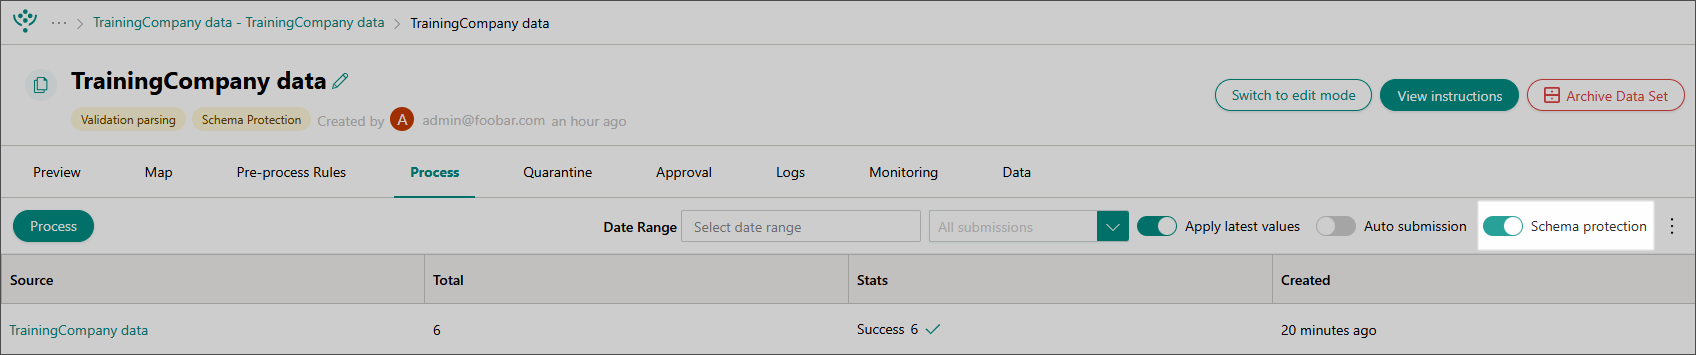 ··· > TrainingCompany data - TrainingCompany data > TrainingCompany data
TrainingCompany data
Switch to edit mode View instructions Archive Data Set
Validation parsing Schema Protection Created by A admin@foobar.com an hour ago
Preview Map Pre-process Rules Process Quarantine Approval Logs Monitoring Data
Process Date Range Select date range All submissions Apply latest values Auto submission Schema protection
Source Total Stats Created
TrainingCompany data 6 Success 6 20 minutes ago